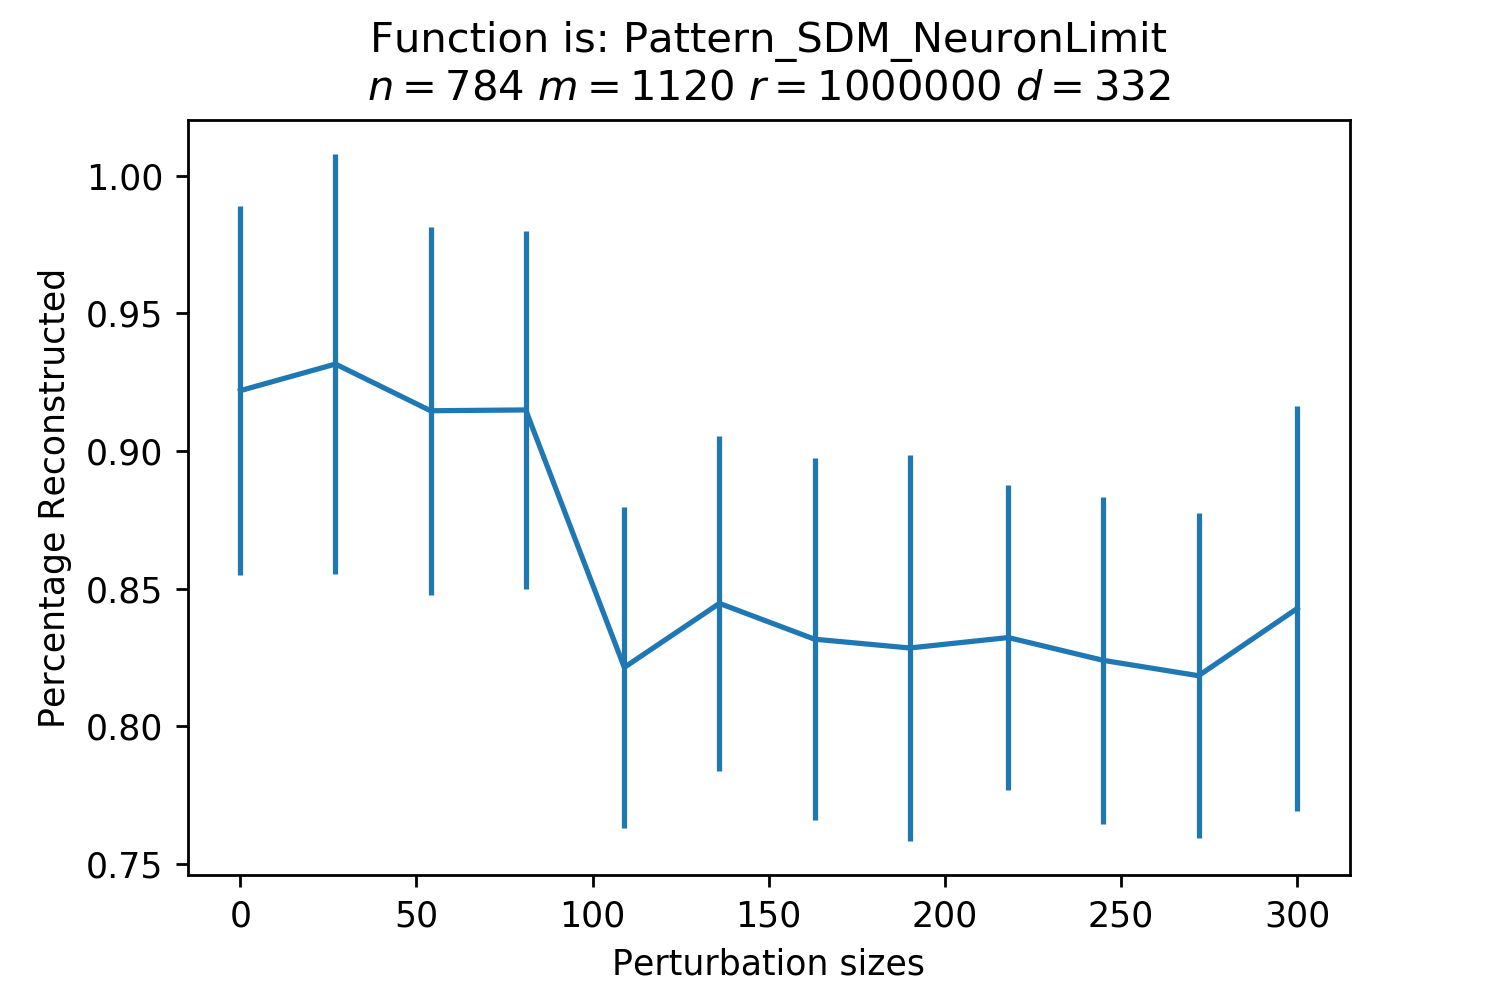 Function is: Pattern_SDM_NeuronLimit
n = 784 m = 1120 r = 1000000 d = 332
Percentage Reconstructed
1.00
0.95
0.90
0.85
0.80
0.75
0 50 100 150 200 250 300
Perturbation sizes